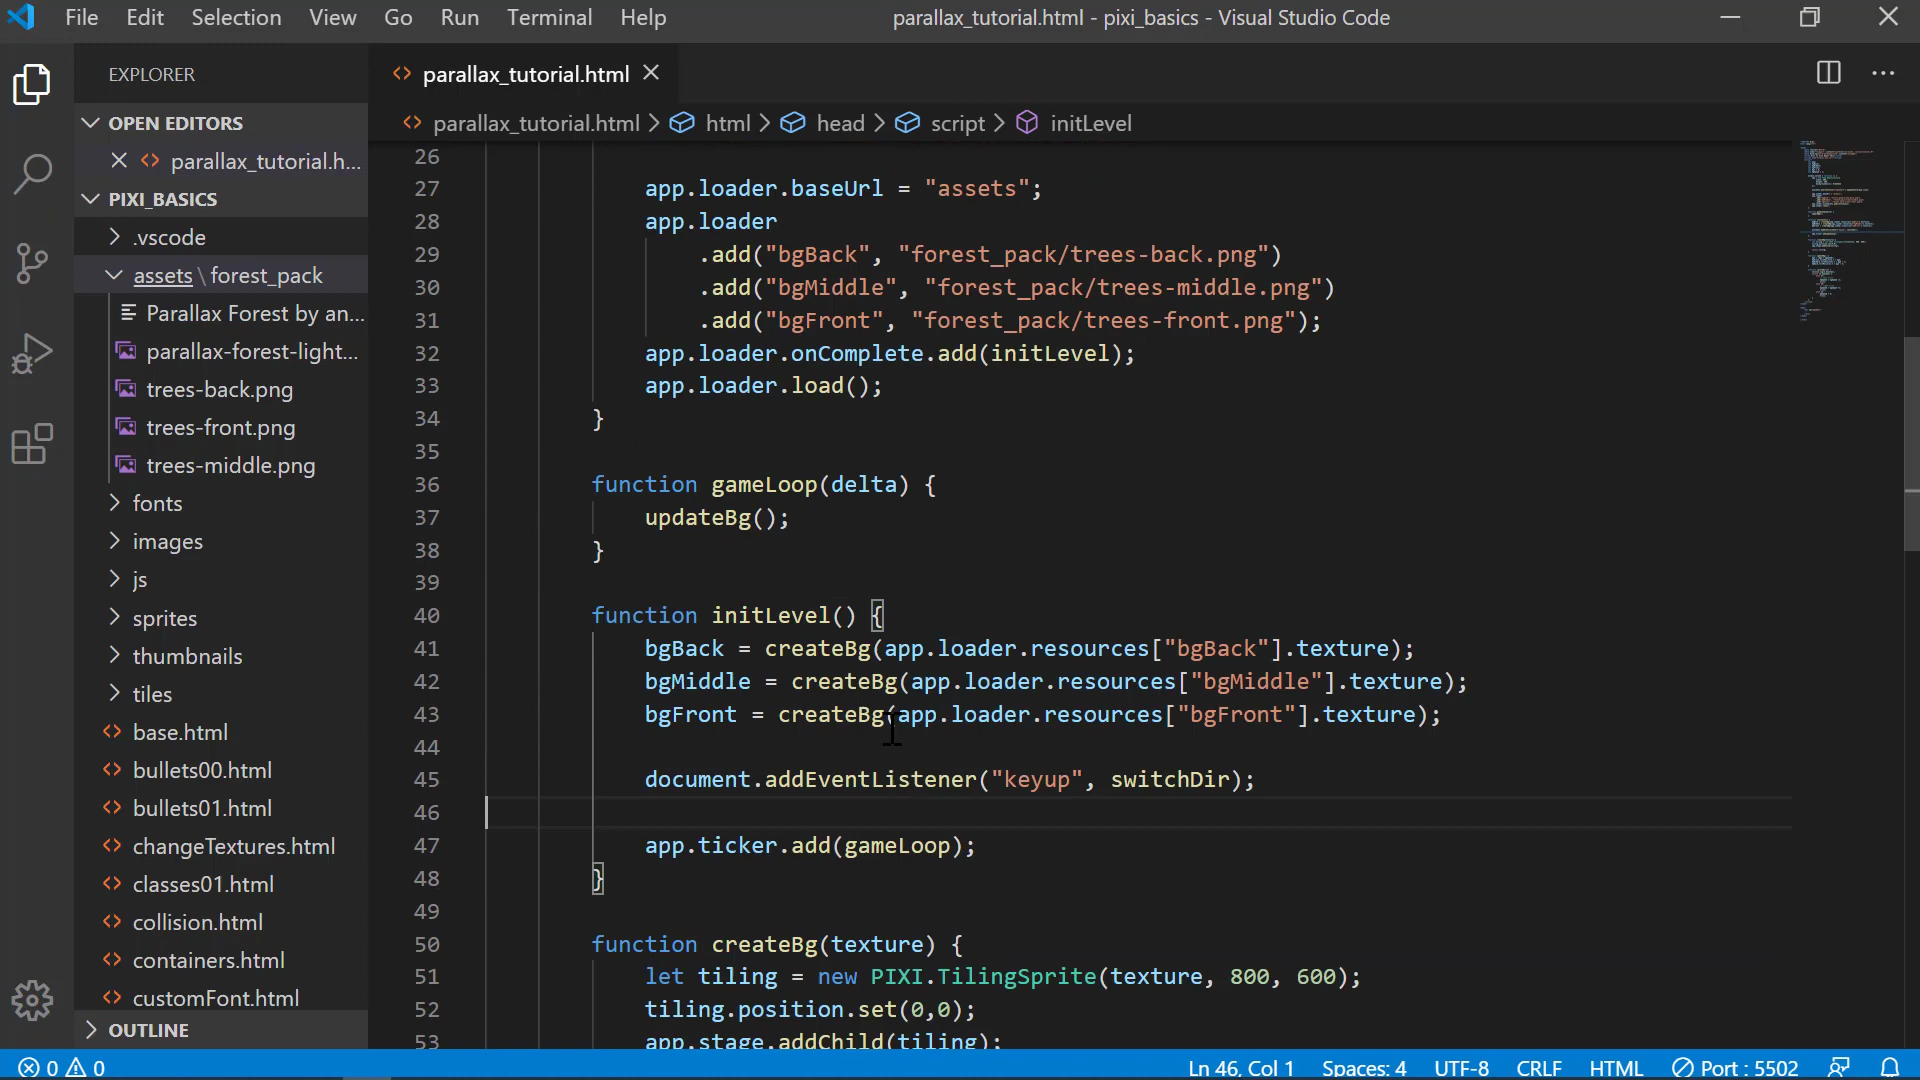 File Edit Selection View Go Run Terminal Help
parallax_tutorial.html - pixi_basics - Visual Studio Code
EXPLORER
OPEN EDITORS
parallax_tutorial.h...
PIXI_BASICS
.vscode
assets \ forest_pack
Parallax Forest by an...
parallax-forest-light...
trees-back.png
trees-front.png
trees-middle.png
fonts
images
js
sprites
thumbnails
tiles
base.html
bullets00.html
bullets01.html
changeTextures.html
classes01.html
collision.html
containers.html
customFont.html
OUTLINE
parallax_tutorial.html
parallax_tutorial.html > html > head > script > initLevel
26
27 app.loader.baseUrl = "assets";
28 app.loader
29 .add("bgBack", "forest_pack/trees-back.png")
30 .add("bgMiddle", "forest_pack/trees-middle.png")
31 .add("bgFront", "forest_pack/trees-front.png");
32 app.loader.onComplete.add(initLevel);
33 app.loader.load();
34 }
35
36 function gameLoop(delta) {
37 updateBg();
38 }
39
40 function initLevel() {
41 bgBack = createBg(app.loader.resources["bgBack"].texture);
42 bgMiddle = createBg(app.loader.resources["bgMiddle"].texture);
43 bgFront = createBg(app.loader.resources["bgFront"].texture);
44
45 document.addEventListener("keyup", switchDir);
46
47 app.ticker.add(gameLoop);
48 }
49
50 function createBg(texture) {
51 let tiling = new PIXI.TilingSprite(texture, 800, 600);
52 tiling.position.set(0,0);
53 app.stage.addChild(tiling);
0 0 Ln 46, Col 1 Spaces: 4 UTF-8 CRLF HTML Port : 5502